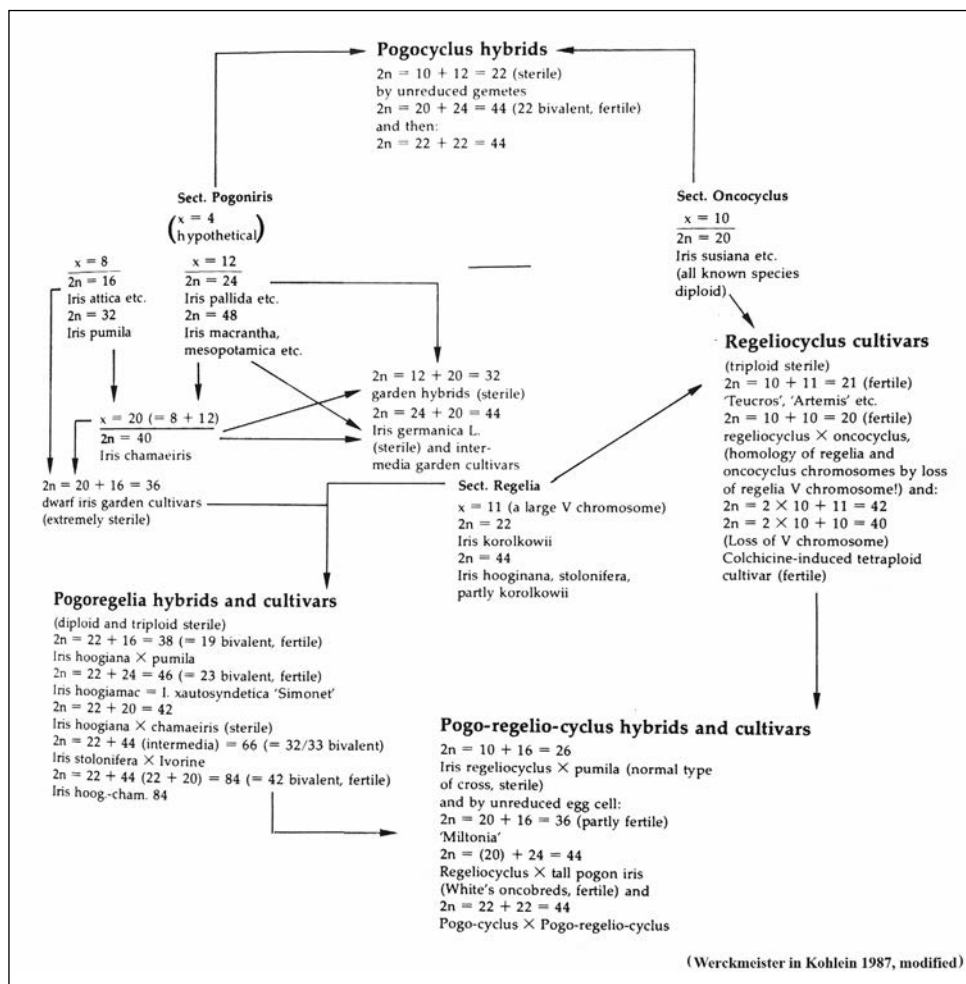 Pogocyclus hybrids
2n = 10 + 12 = 22 (sterile)
by unreduced gemetes
2n = 20 + 24 = 44 (22 bivalent, fertile)
and then:
2n = 22 + 22 = 44
Sect. Pogoniris
(x = 4
hypothetical)
x = 8
2n = 16
Iris attica etc.
2n = 32
Iris pumila
x = 12
2n = 24
Iris pallida etc.
2n = 48
Iris macrantha,
mesopotamica etc.
Sect. Oncocyclus
x = 10
2n = 20
Iris susiana etc.
(all known species
diploid)
x = 20 (= 8 + 12)
2n = 40
Iris chamaeiris
2n = 12 + 20 = 32
garden hybrids (sterile)
2n = 24 + 20 = 44
Iris germanica L.
(sterile) and inter-
media garden cultivars
Regeliocyclus cultivars
(triploid sterile)
2n = 10 + 11 = 21 (fertile)
'Teucros', 'Artemis' etc.
2n = 10 + 10 = 20 (fertile)
regeliocyclus × oncocyclus,
(homology of regelia and
oncocyclus chromosomes by loss
of regelia V chromosome!) and:
2n = 2 × 10 + 11 = 42
2n = 2 × 10 + 10 = 40
(Loss of V chromosome)
Colchicine-induced tetraploid
cultivar (fertile)
2n = 20 + 16 = 36
dwarf iris garden cultivars
(extremely sterile)
Sect. Regelia
x = 11 (a large V chromosome)
2n = 22
Iris korolkowii
2n = 44
Iris hooginana, stolonifera,
partly korolkowii
Pogoregelia hybrids and cultivars
(diploid and triploid sterile)
2n = 22 + 16 = 38 (= 19 bivalent, fertile)
Iris hoogiana × pumila
2n = 22 + 24 = 46 (= 23 bivalent, fertile)
Iris hoogiamac = I. xautosyndetica 'Simonet'
2n = 22 + 20 = 42
Iris hoogiana × chamaeiris (sterile)
2n = 22 + 44 (intermedia) = 66 (= 32/33 bivalent)
Iris stolonifera × Ivorine
2n = 22 + 44 (22 + 20) = 84 (= 42 bivalent, fertile)
Iris hoog.-cham. 84
Pogo-regelio-cyclus hybrids and cultivars
2n = 10 + 16 = 26
Iris regeliocyclus × pumila (normal type
of cross, sterile)
and by unreduced egg cell:
2n = 20 + 16 = 36 (partly fertile)
'Miltonia'
2n = (20) + 24 = 44
Regeliocyclus × tall pogon iris
(White's oncobreds, fertile) and
2n = 22 + 22 = 44
Pogo-cyclus × Pogo-regelio-cyclus
(Werckmeister in Kohlein 1987, modified)